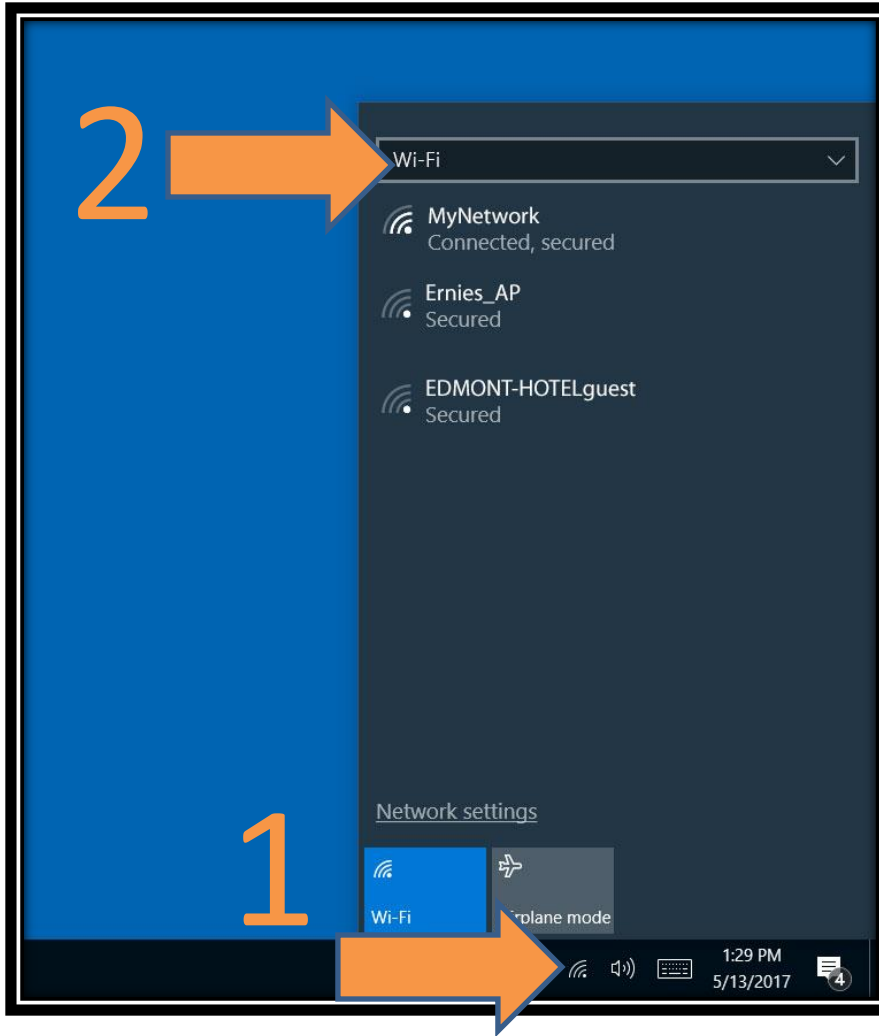 2
Wi-Fi
MyNetwork
Connected, secured
Ernies_AP
Secured
EDMONT-HOTELguest
Secured
Network settings
1
Wi-Fi
mode
1:29 PM
5/13/2017
4